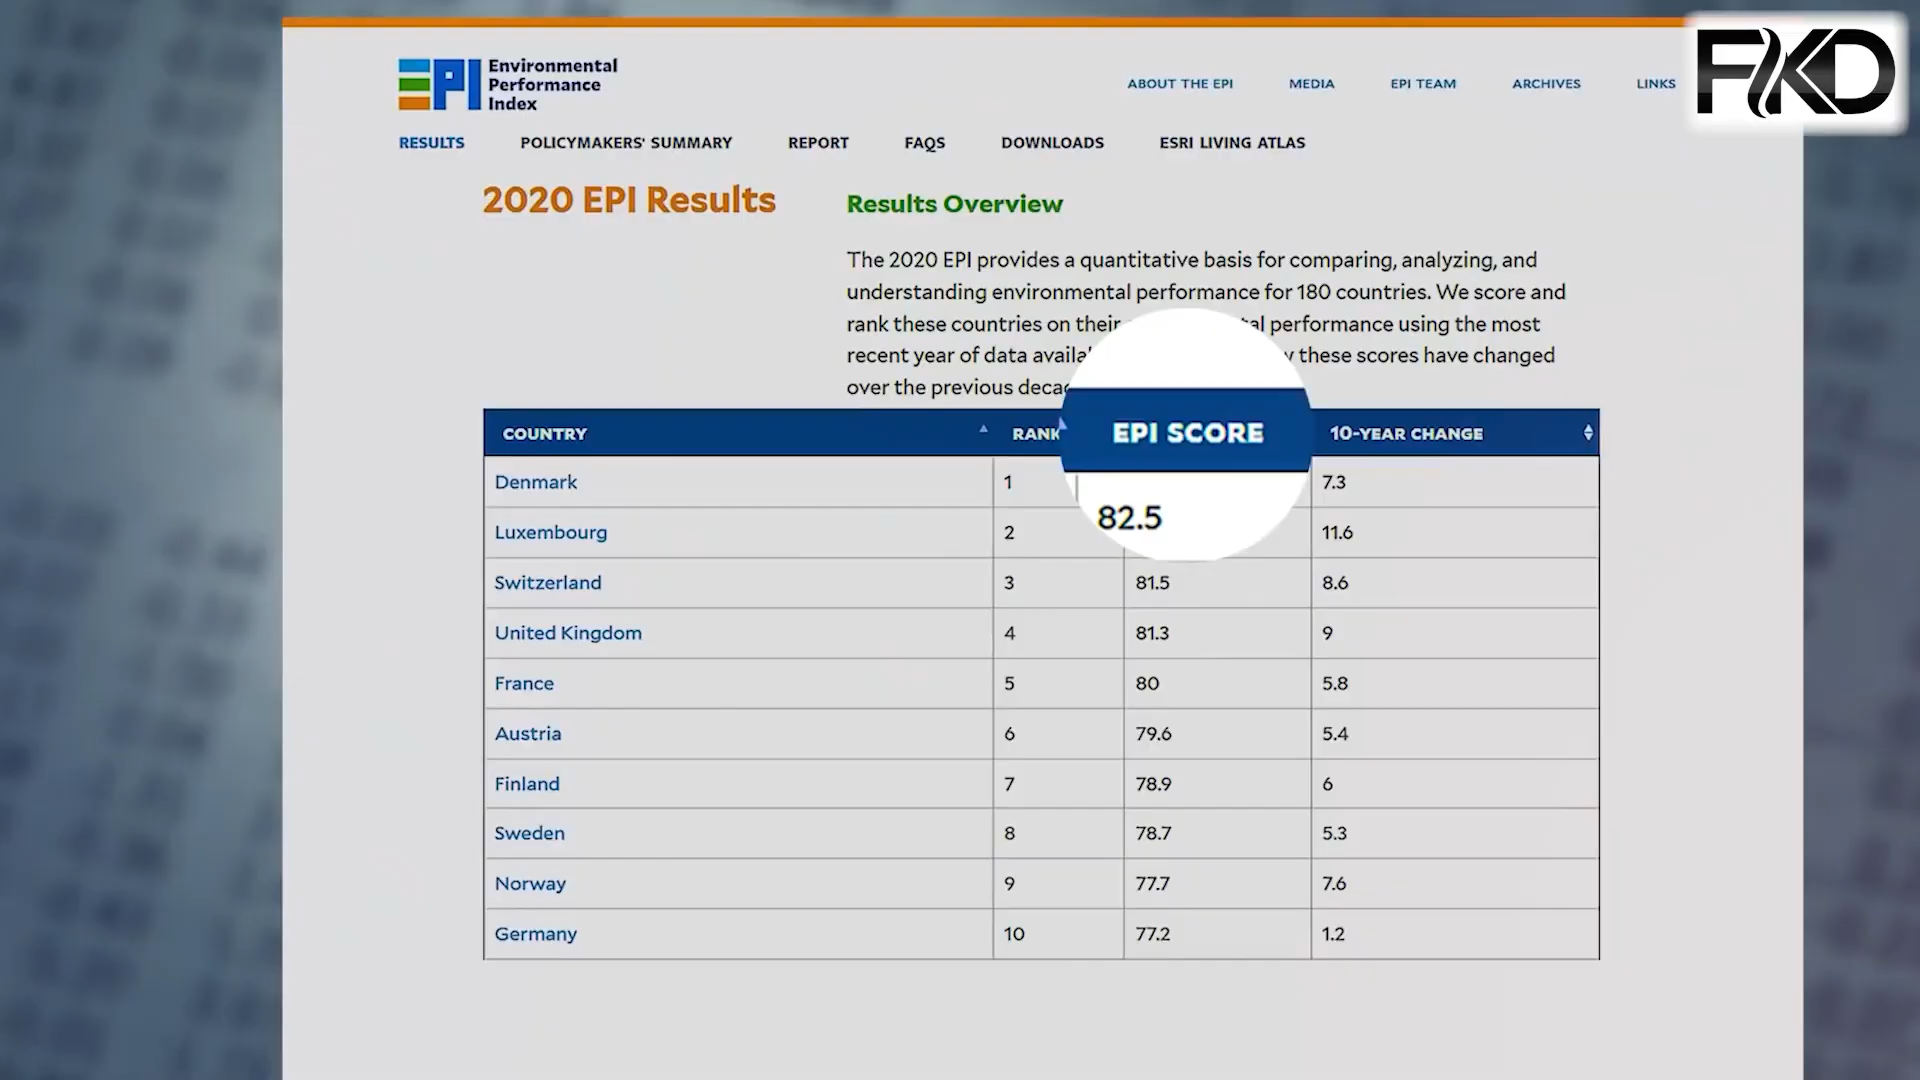 FKD
EPI Environmental
Performance
Index
ABOUT THE EPI MEDIA EPI TEAM ARCHIVES LINKS
RESULTS POLICYMAKERS' SUMMARY REPORT FAQS DOWNLOADS ESRI LIVING ATLAS
2020 EPI Results
Results Overview
The 2020 EPI provides a quantitative basis for comparing, analyzing, and
understanding environmental performance for 180 countries. We score and
rank these countries on their performance using the most
recent year of data these scores have changed
over the previous
COUNTRY RANK EPI SCORE 10-YEAR CHANGE
Denmark 1 82.5 7.3
Luxembourg 2 11.6
Switzerland 3 81.5 8.6
United Kingdom 4 81.3 9
France 5 80 5.8
Austria 6 79.6 5.4
Finland 7 78.9 6
Sweden 8 78.7 5.3
Norway 9 77.7 7.6
Germany 10 77.2 1.2